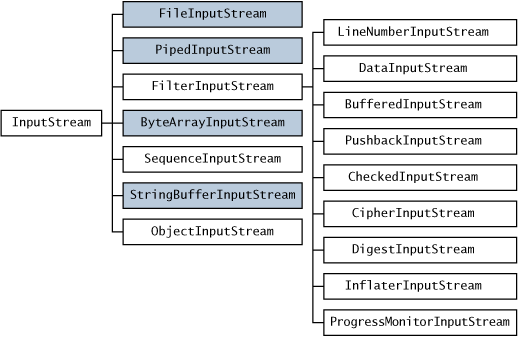 InputStream
FileInputStream
PipedInputStream
FilterInputStream
ByteArrayInputStream
SequenceInputStream
StringBufferInputStream
ObjectInputStream
LineNumberInputStream
DataInputStream
BufferedInputStream
PushbackInputStream
CheckedInputStream
CipherInputStream
DigestInputStream
InflaterInputStream
ProgressMonitorInputStream